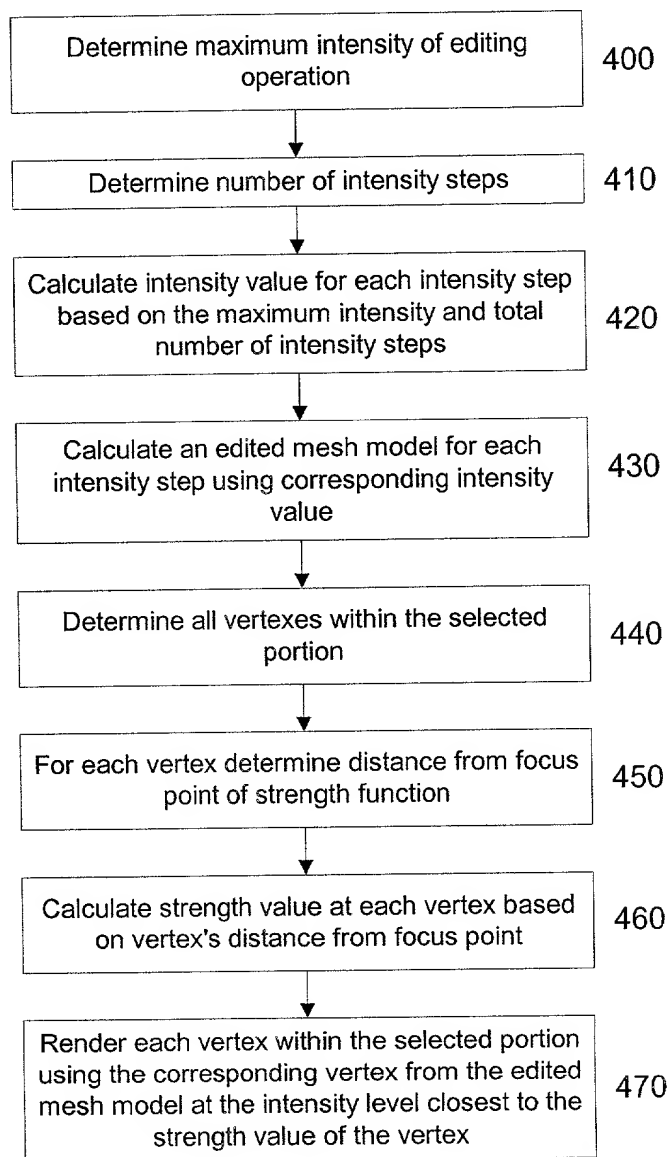 Determine maximum intensity of editing
operation
400
Determine number of intensity steps
410
Calculate intensity value for each intensity step
based on the maximum intensity and total
number of intensity steps
420
Calculate an edited mesh model for each
intensity step using corresponding intensity
value
430
Determine all vertexes within the selected
portion
440
For each vertex determine distance from focus
point of strength function
450
Calculate strength value at each vertex based
on vertex's distance from focus point
460
Render each vertex within the selected portion
using the corresponding vertex from the edited
mesh model at the intensity level closest to the
strength value of the vertex
470